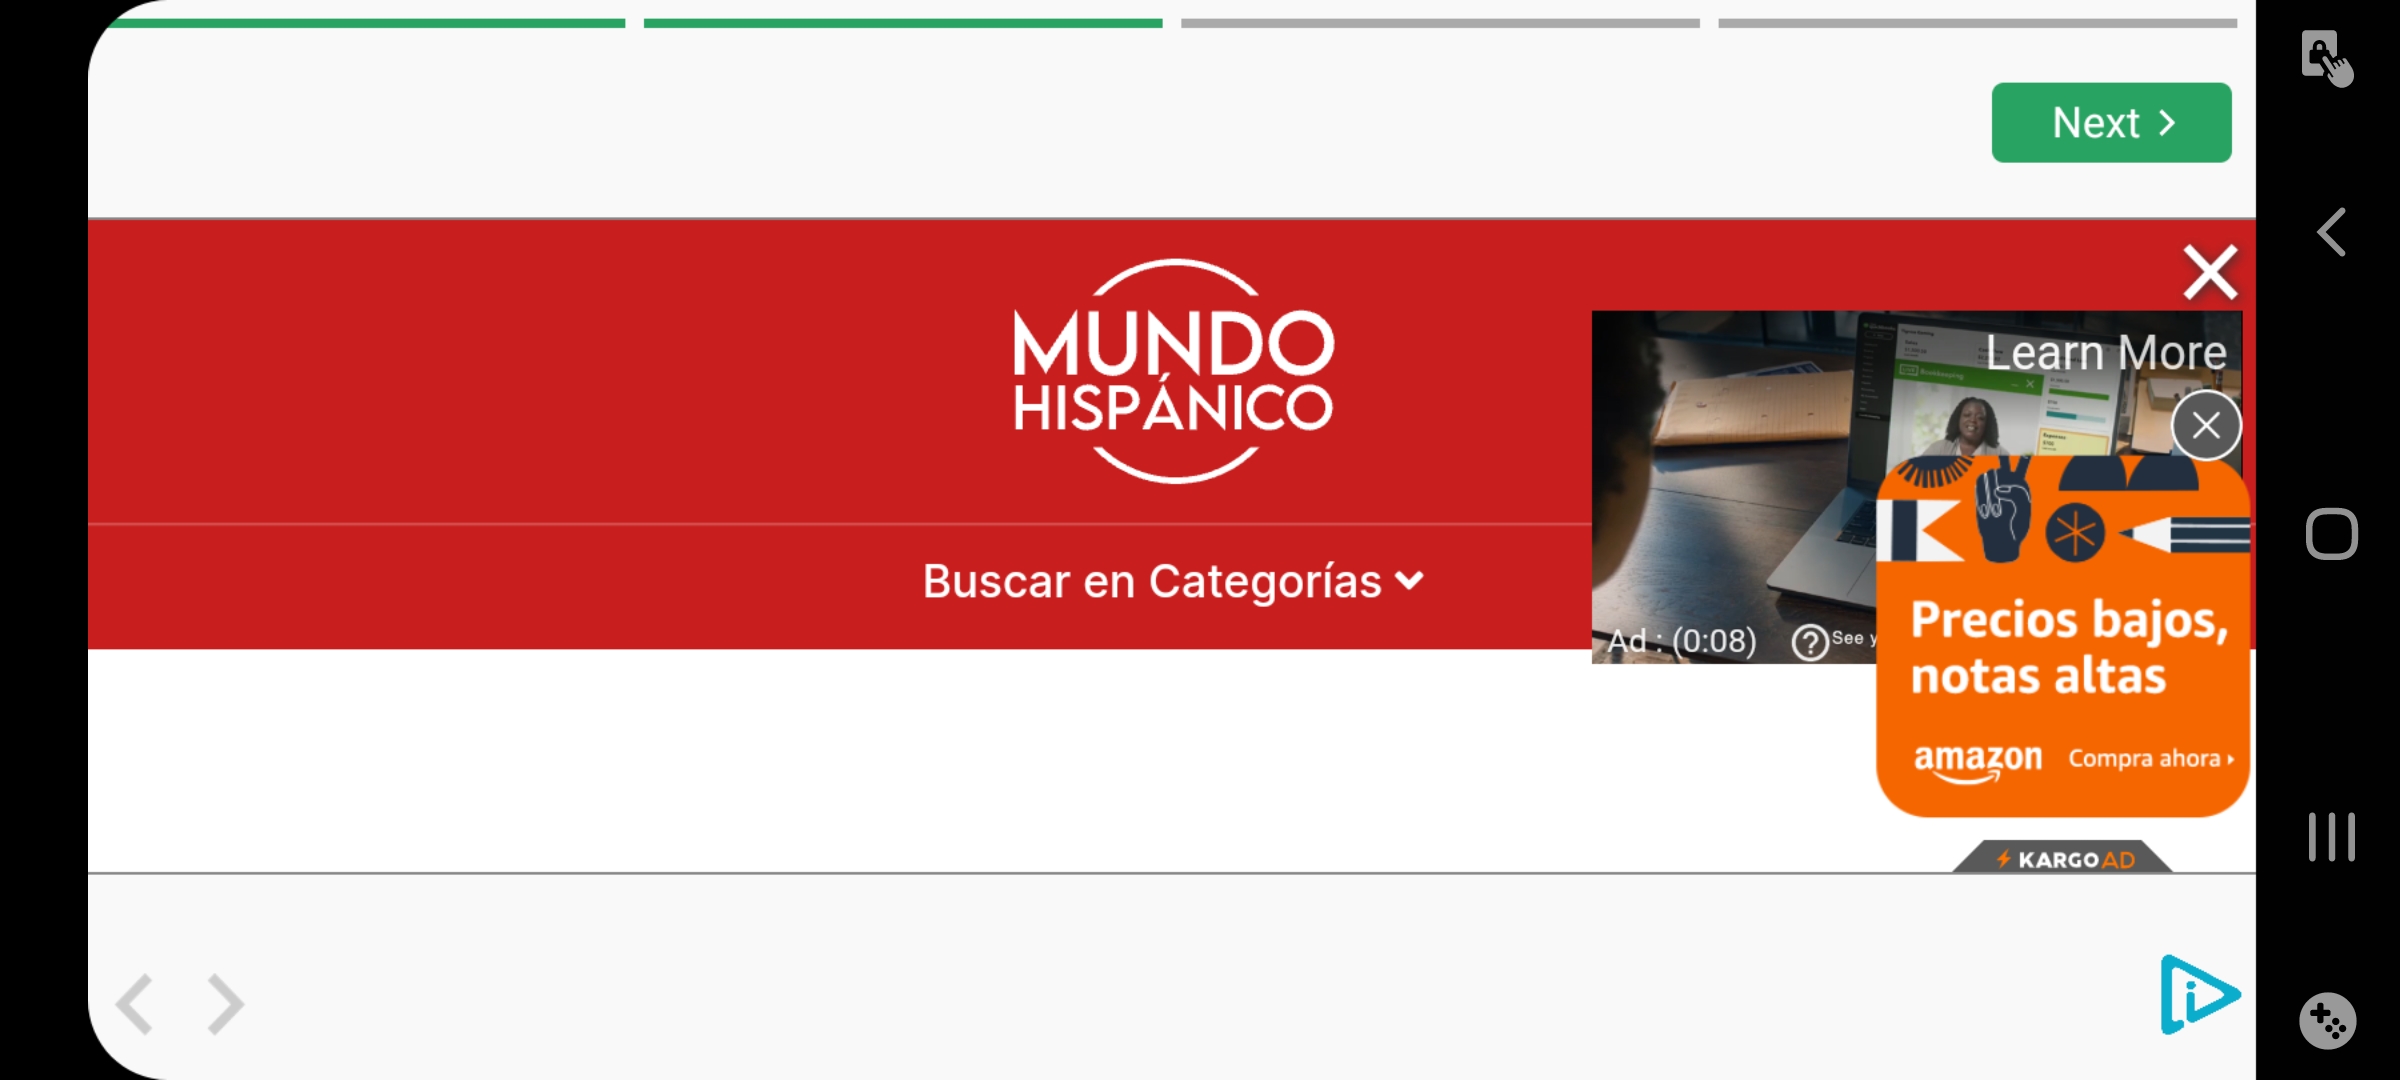 Next
MUNDO
HISPÁNICO
Learn More
Bookkeeping
Buscar en Categorías
Ad : (0:08)
See
Precios bajos,
notas altas
amazon Compra ahora
KARGO AD